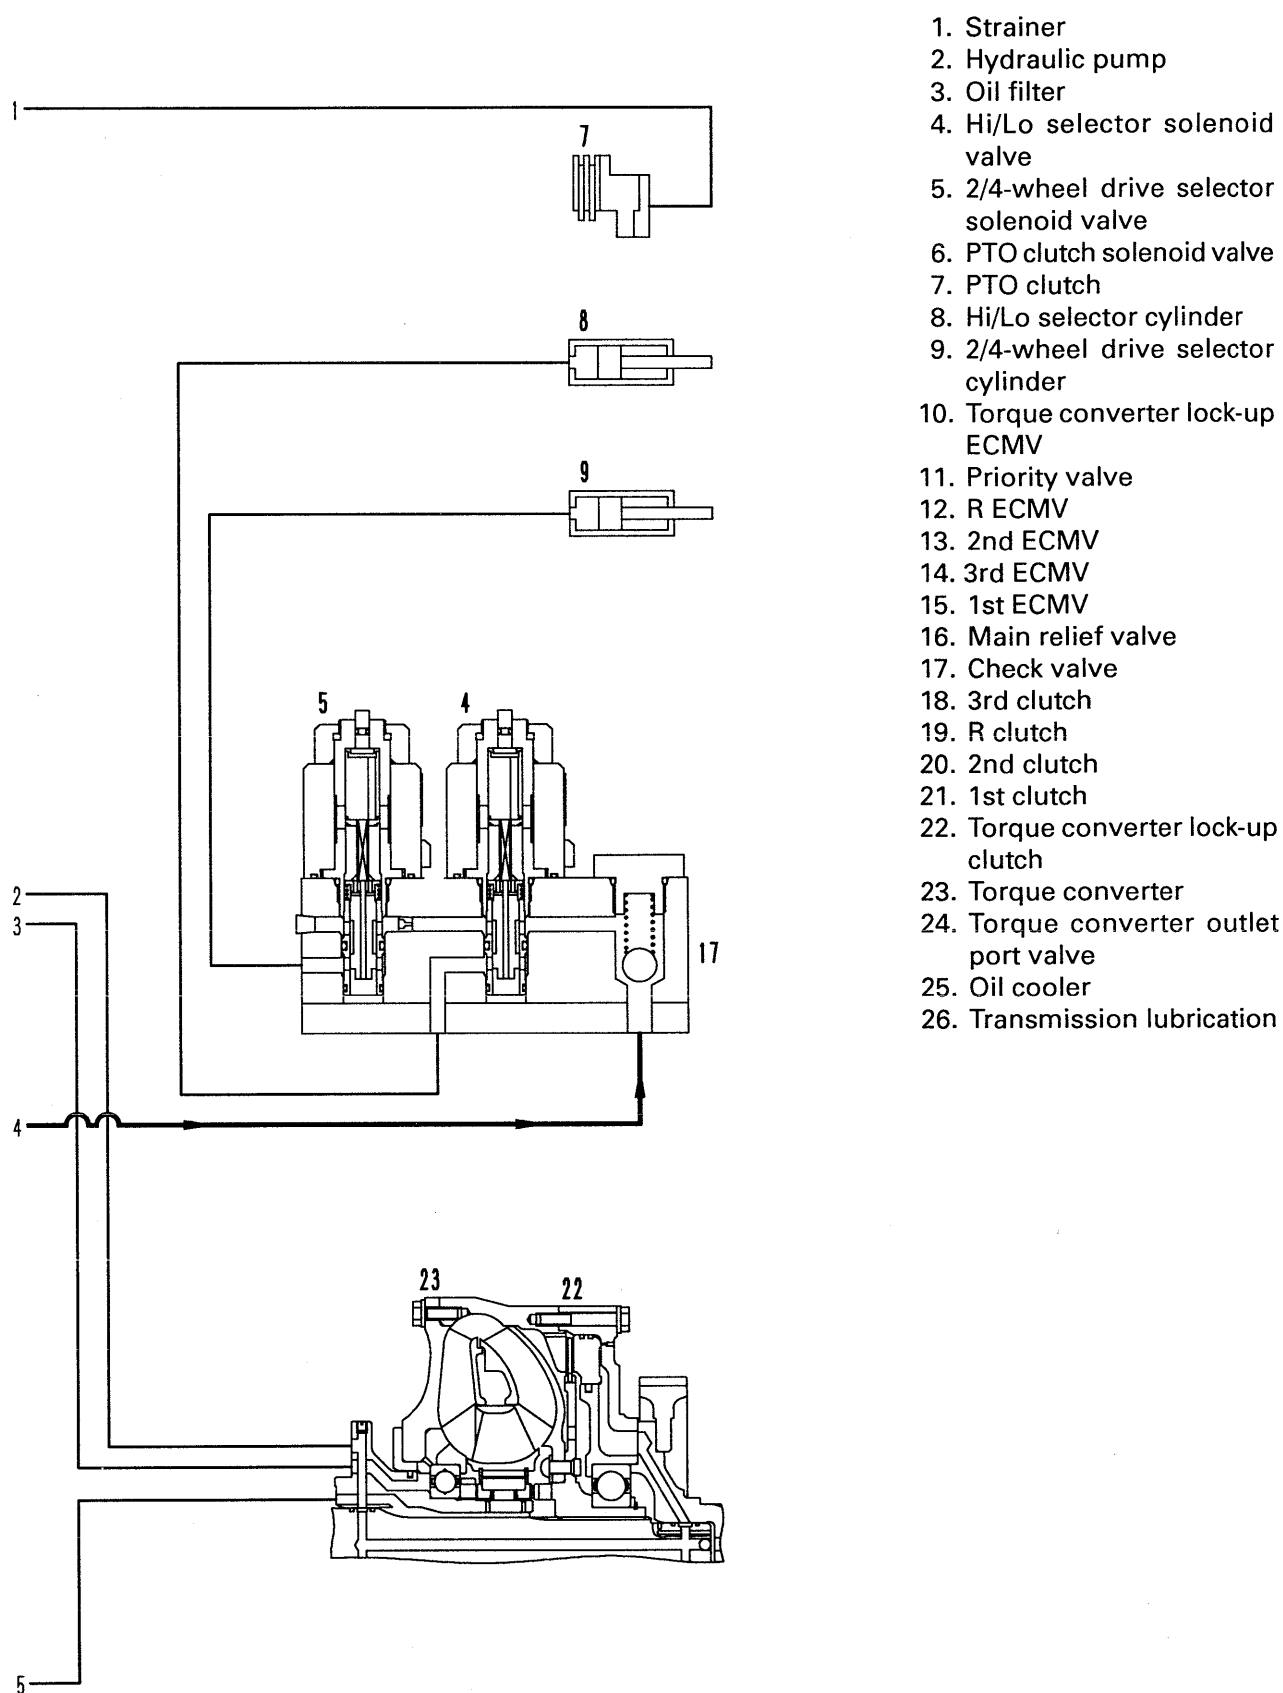 1. Strainer
2. Hydraulic pump
3. Oil filter
4. Hi/Lo selector solenoid
valve
5. 2/4-wheel drive selector
solenoid valve
6. PTO clutch solenoid valve
7. PTO clutch
8. Hi/Lo selector cylinder
9. 2/4-wheel drive selector
cylinder
10. Torque converter lock-up
ECMV
11. Priority valve
12. R ECMV
13. 2nd ECMV
14. 3rd ECMV
15. 1st ECMV
16. Main relief valve
17. Check valve
18. 3rd clutch
19. R clutch
20. 2nd clutch
21. 1st clutch
22. Torque converter lock-up
clutch
23. Torque converter
24. Torque converter outlet
port valve
25. Oil cooler
26. Transmission lubrication
1
7
8
9
5
4
2
3
17
4
23
22
5